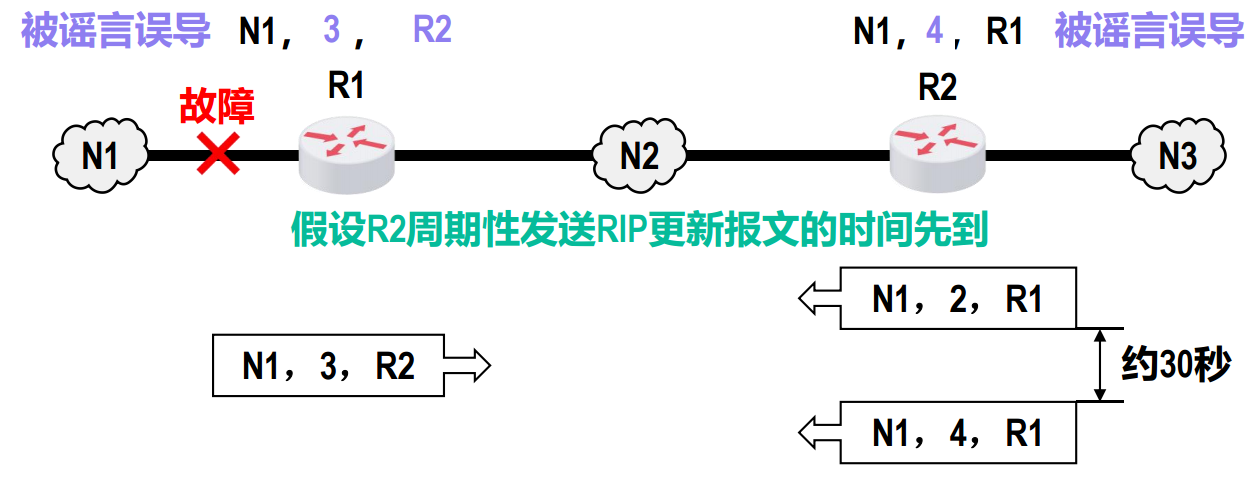 被谣言误导 N1, 3 , R2
N1, 4 , R1 被谣言误导
R1
R2
故障
N1
N2
N3
假设R2周期性发送RIP更新报文的时间先到
N1，2，R1
N1，3，R2
约30秒
N1，4，R1